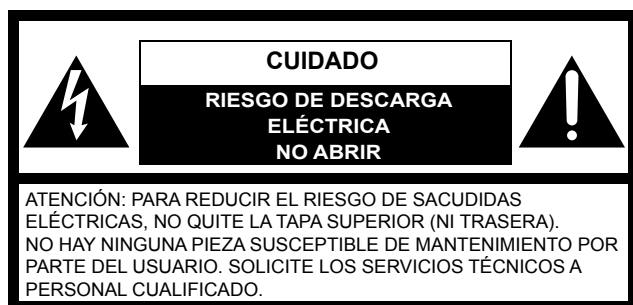 CUIDADO
RIESGO DE DESCARGA
ELÉCTRICA
NO ABRIR
ATENCIÓN: PARA REDUCIR EL RIESGO DE SACUDIDAS
ELÉCTRICAS, NO QUITE LA TAPA SUPERIOR (NI TRASERA).
NO HAY NINGUNA PIEZA SUSCEPTIBLE DE MANTENIMIENTO POR
PARTE DEL USUARIO. SOLICITE LOS SERVICIOS TÉCNICOS A
PERSONAL CUALIFICADO.